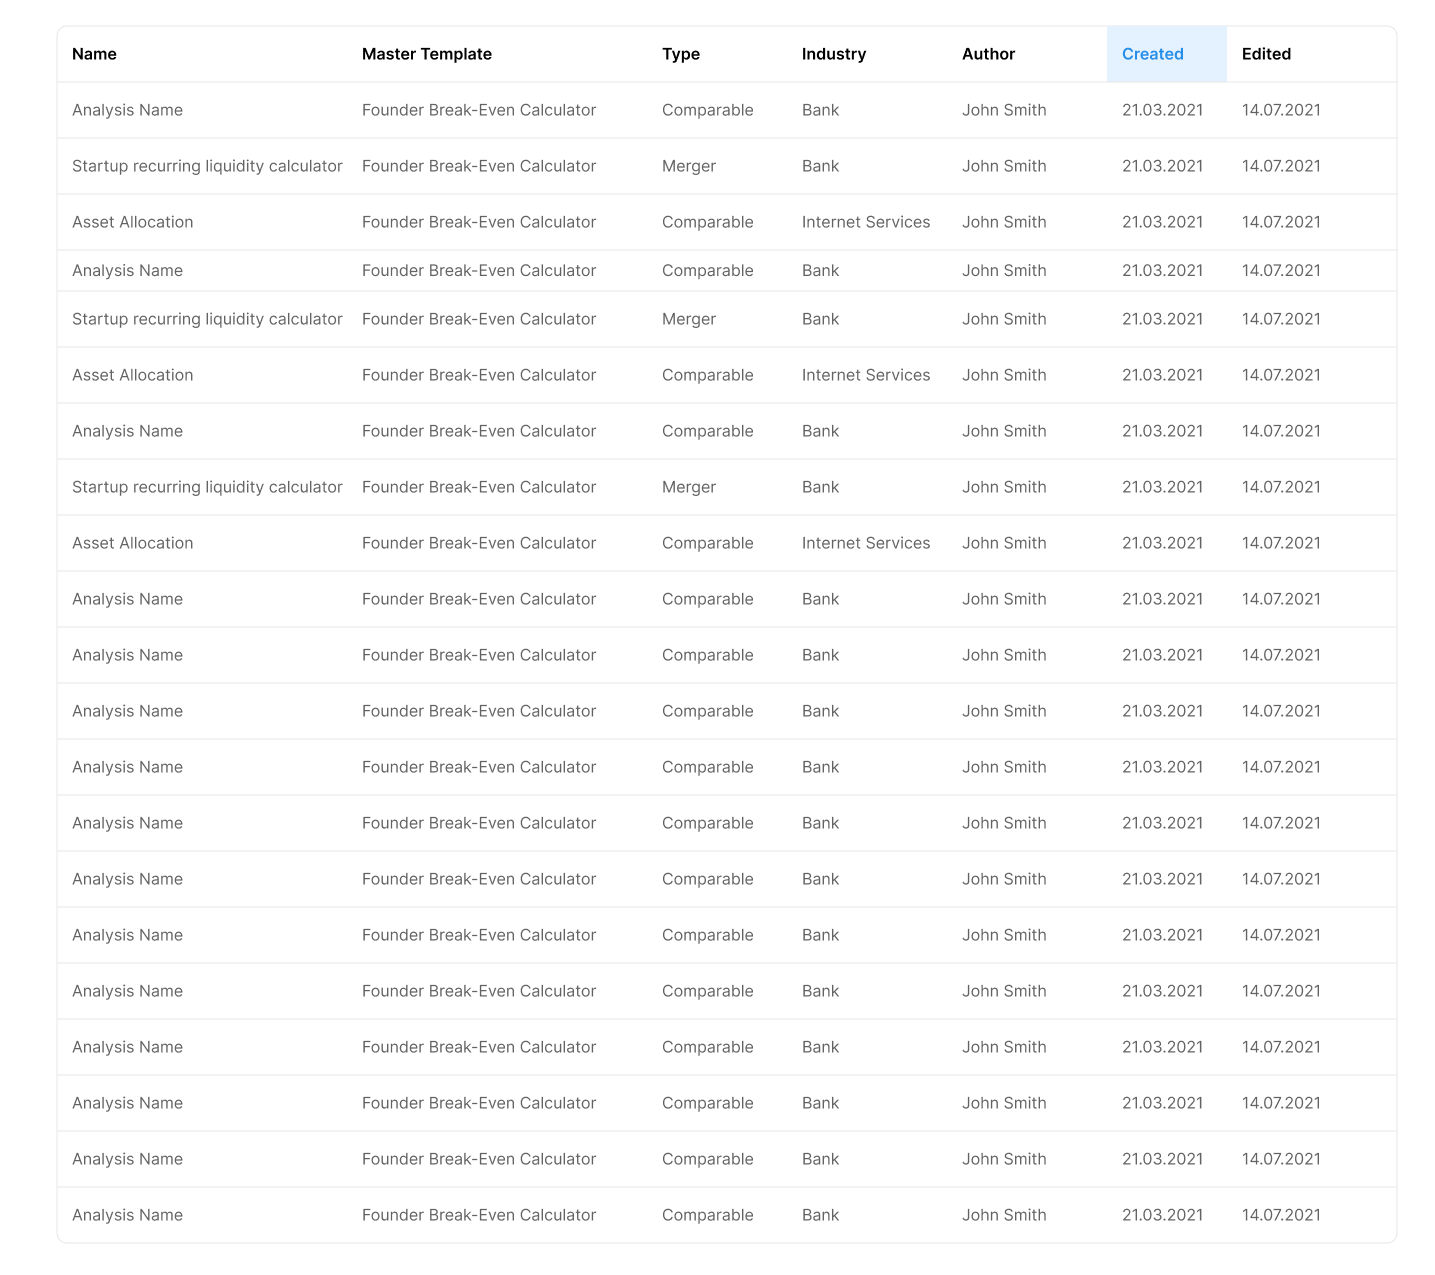 Name Master Template Type Industry Author Created Edited
Analysis Name Founder Break-Even Calculator Comparable Bank John Smith 21.03.2021 14.07.2021
Startup recurring liquidity calculator Founder Break-Even Calculator Merger Bank John Smith 21.03.2021 14.07.2021
Asset Allocation Founder Break-Even Calculator Comparable Internet Services John Smith 21.03.2021 14.07.2021
Analysis Name Founder Break-Even Calculator Comparable Bank John Smith 21.03.2021 14.07.2021
Startup recurring liquidity calculator Founder Break-Even Calculator Merger Bank John Smith 21.03.2021 14.07.2021
Asset Allocation Founder Break-Even Calculator Comparable Internet Services John Smith 21.03.2021 14.07.2021
Analysis Name Founder Break-Even Calculator Comparable Bank John Smith 21.03.2021 14.07.2021
Startup recurring liquidity calculator Founder Break-Even Calculator Merger Bank John Smith 21.03.2021 14.07.2021
Asset Allocation Founder Break-Even Calculator Comparable Internet Services John Smith 21.03.2021 14.07.2021
Analysis Name Founder Break-Even Calculator Comparable Bank John Smith 21.03.2021 14.07.2021
Analysis Name Founder Break-Even Calculator Comparable Bank John Smith 21.03.2021 14.07.2021
Analysis Name Founder Break-Even Calculator Comparable Bank John Smith 21.03.2021 14.07.2021
Analysis Name Founder Break-Even Calculator Comparable Bank John Smith 21.03.2021 14.07.2021
Analysis Name Founder Break-Even Calculator Comparable Bank John Smith 21.03.2021 14.07.2021
Analysis Name Founder Break-Even Calculator Comparable Bank John Smith 21.03.2021 14.07.2021
Analysis Name Founder Break-Even Calculator Comparable Bank John Smith 21.03.2021 14.07.2021
Analysis Name Founder Break-Even Calculator Comparable Bank John Smith 21.03.2021 14.07.2021
Analysis Name Founder Break-Even Calculator Comparable Bank John Smith 21.03.2021 14.07.2021
Analysis Name Founder Break-Even Calculator Comparable Bank John Smith 21.03.2021 14.07.2021
Analysis Name Founder Break-Even Calculator Comparable Bank John Smith 21.03.2021 14.07.2021
Analysis Name Founder Break-Even Calculator Comparable Bank John Smith 21.03.2021 14.07.2021